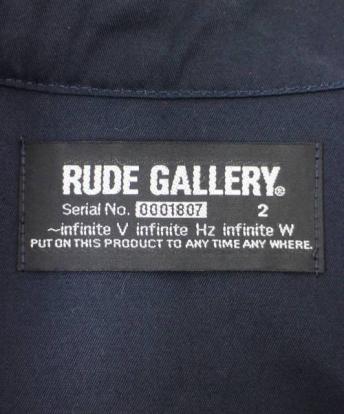 RUDE GALLERY®
Serial No. 0001807 2
~infinite V infinite Hz infinite W
PUT ON THIS PRODUCT TO ANY TIME ANY WHERE.